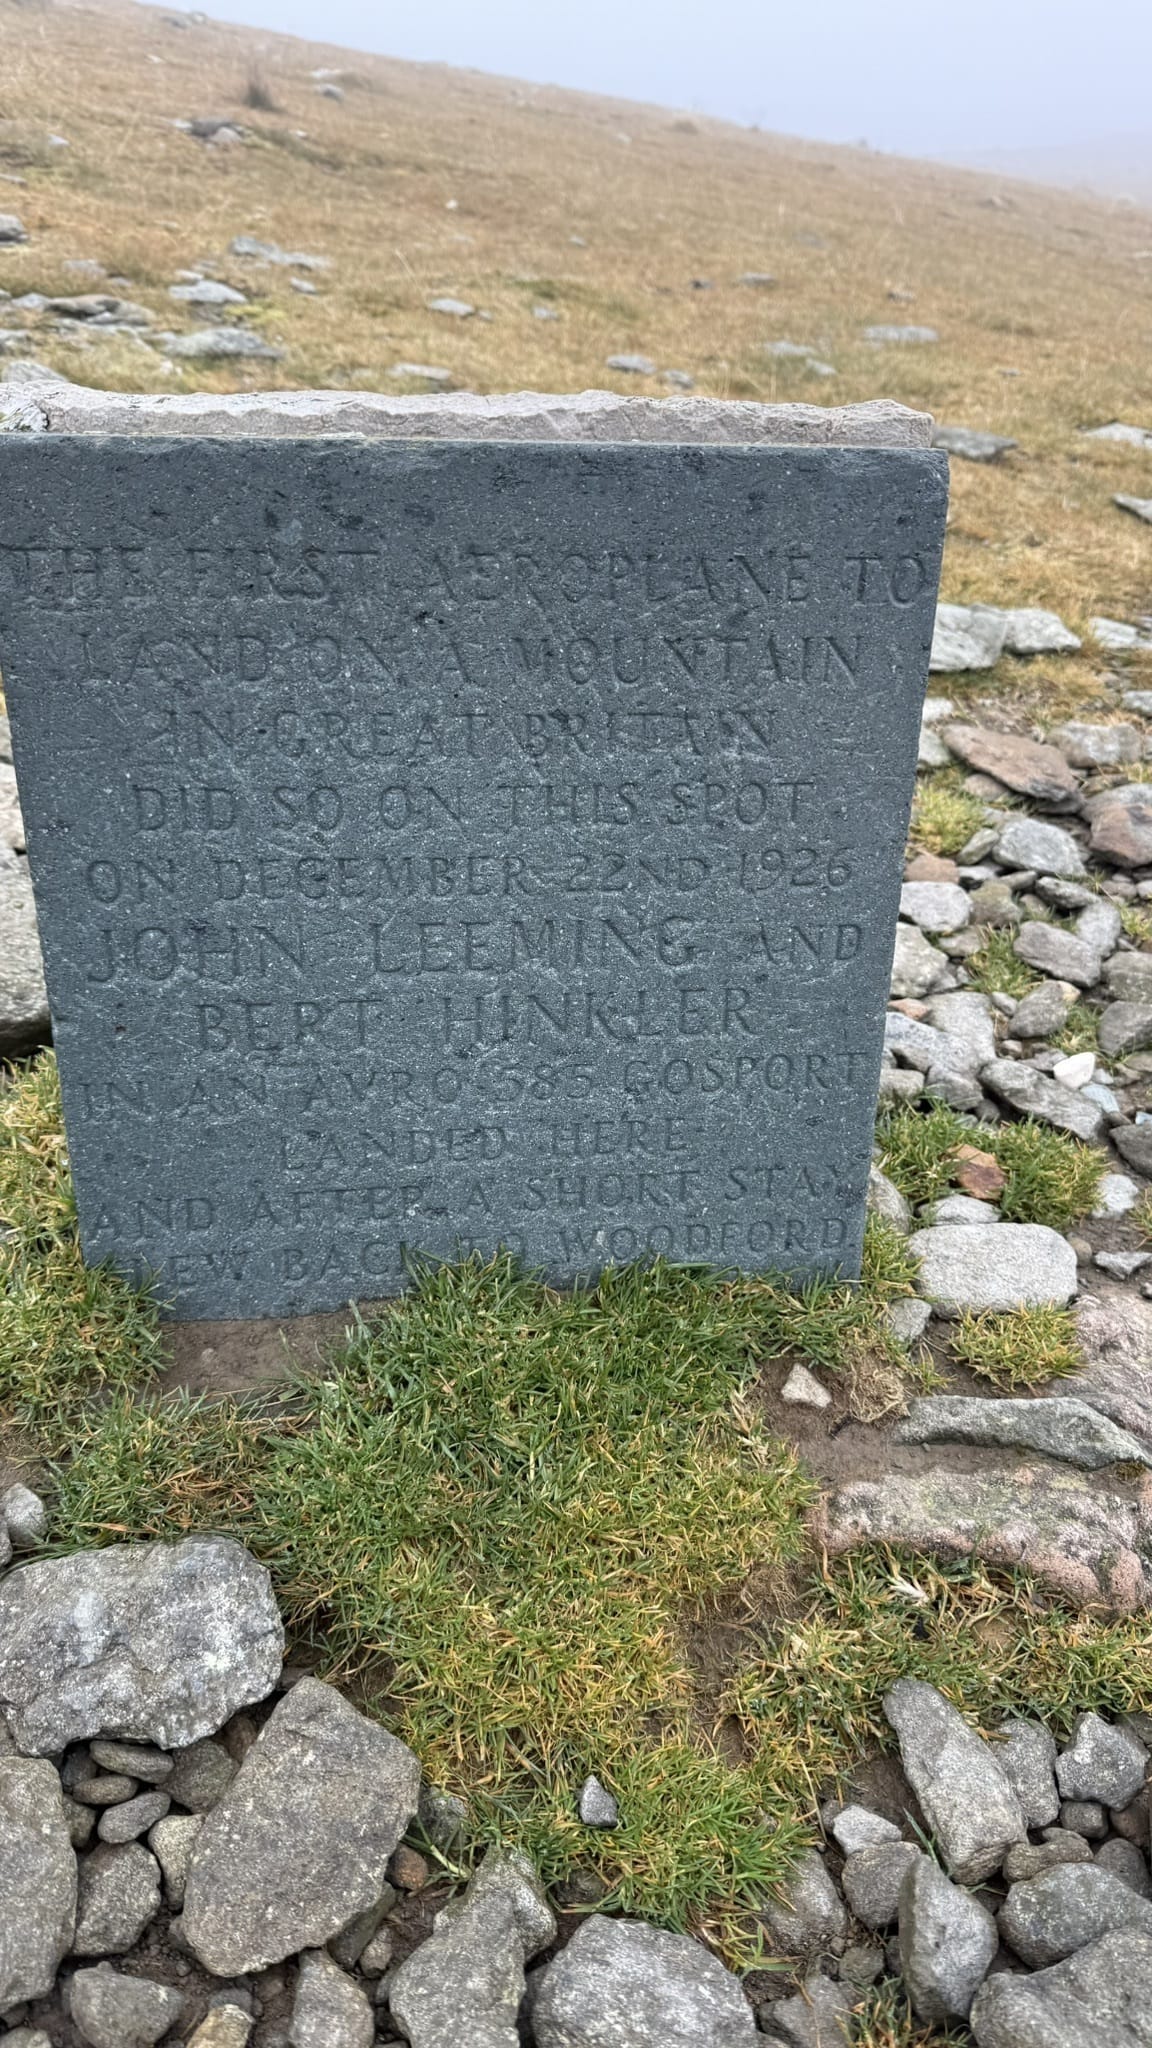 THE FIRST AEROPLANE TO
LAND ON A MOUNTAIN
IN GREAT BRITAIN
DID SO ON THIS SPOT
ON DECEMBER 22ND 1926
JOHN LEEMING AND
BERT HINKLER
IN AN AVRO 585 GOSPORT
LANDED HERE
AND AFTER A SHORT STAY
FLEW BACK TO WOODFORD.